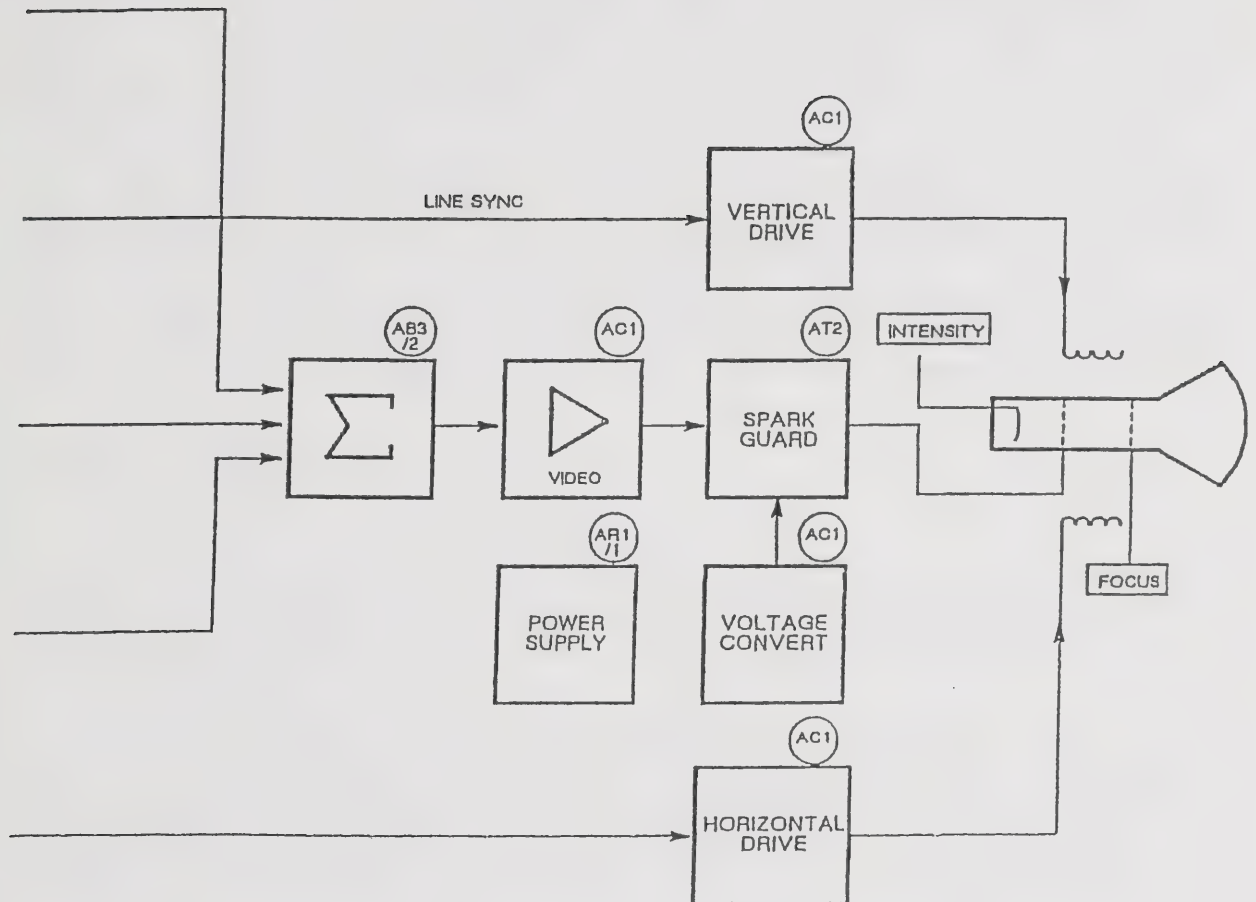 AC1
LINE SYNC
VERTICAL
DRIVE
AB3
/2
AC1
AT2
INTENSITY
VIDEO
SPARK
GUARD
AR1
/1
AC1
FOCUS
POWER
SUPPLY
VOLTAGE
CONVERT
AC1
HORIZONTAL
DRIVE